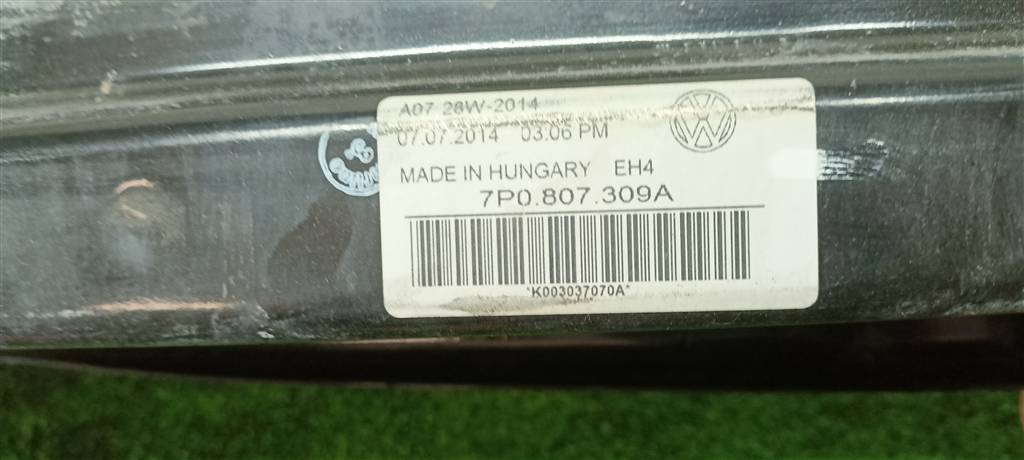 A07 28W-2014
07.07.2014 03:06 PM
MADE IN HUNGARY EH4
7P0.807.309A
*K003037070A*